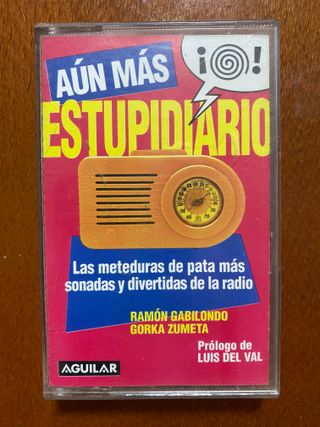 AÚN MÁS
¡@!
ESTUPIDIARIO
Las meteduras de pata más
sonadas y divertidas de la radio
RAMÓN GABILONDO
GORKA ZUMETA
Prólogo de
LUIS DEL VAL
AGUILAR